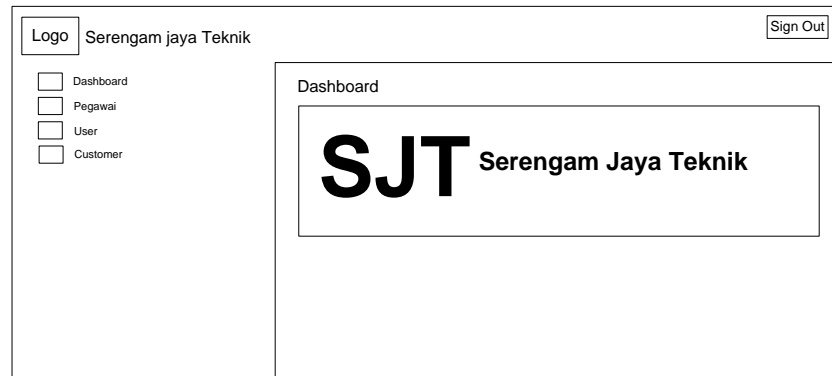 Logo
Serengam jaya Teknik
Sign Out
Dashboard
Pegawai
User
Customer
Dashboard
SJT Serengam Jaya Teknik